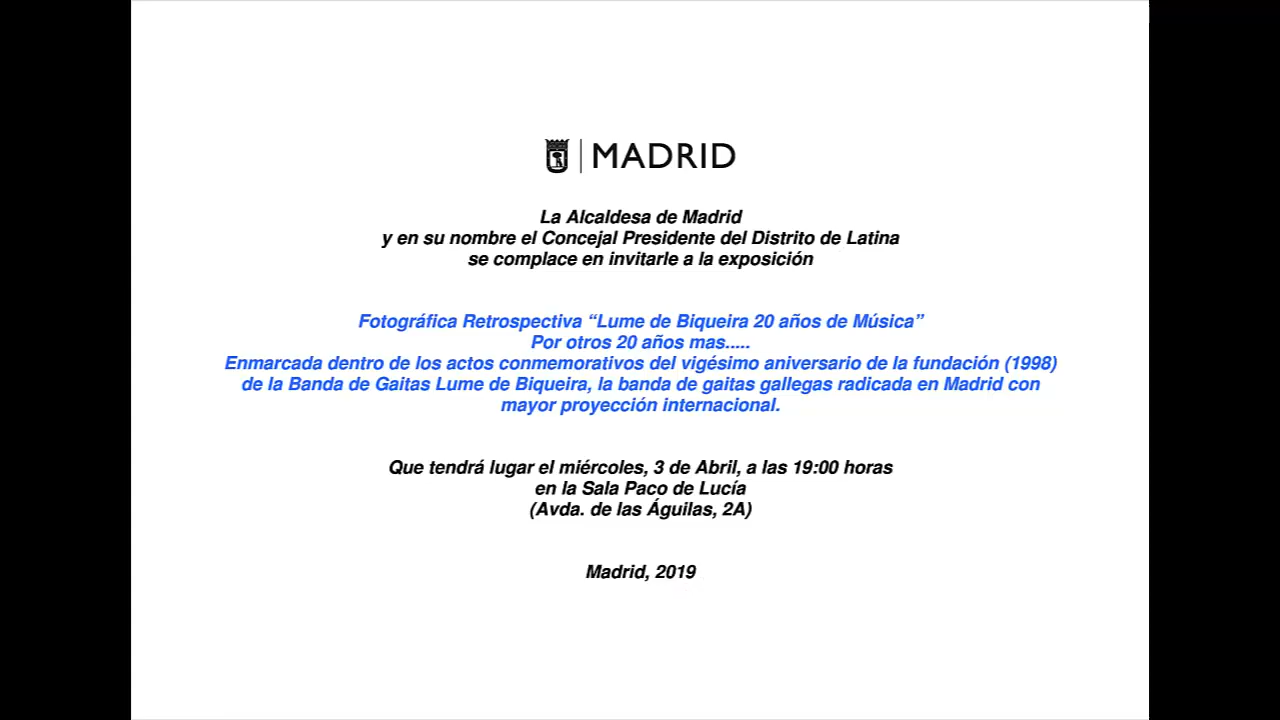 MADRID
La Alcaldesa de Madrid
y en su nombre el Concejal Presidente del Distrito de Latina
se complace en invitarle a la exposición
Fotográfica Retrospectiva “Lume de Biqueira 20 años de Música”
Por otros 20 años mas.....
Enmarcada dentro de los actos conmemorativos del vigésimo aniversario de la fundación (1998)
de la Banda de Gaitas Lume de Biqueira, la banda de gaitas gallegas radicada en Madrid con
mayor proyección internacional.
Que tendrá lugar el miércoles, 3 de Abril, a las 19:00 horas
en la Sala Paco de Lucía
(Avda. de las Águilas, 2A)
Madrid, 2019